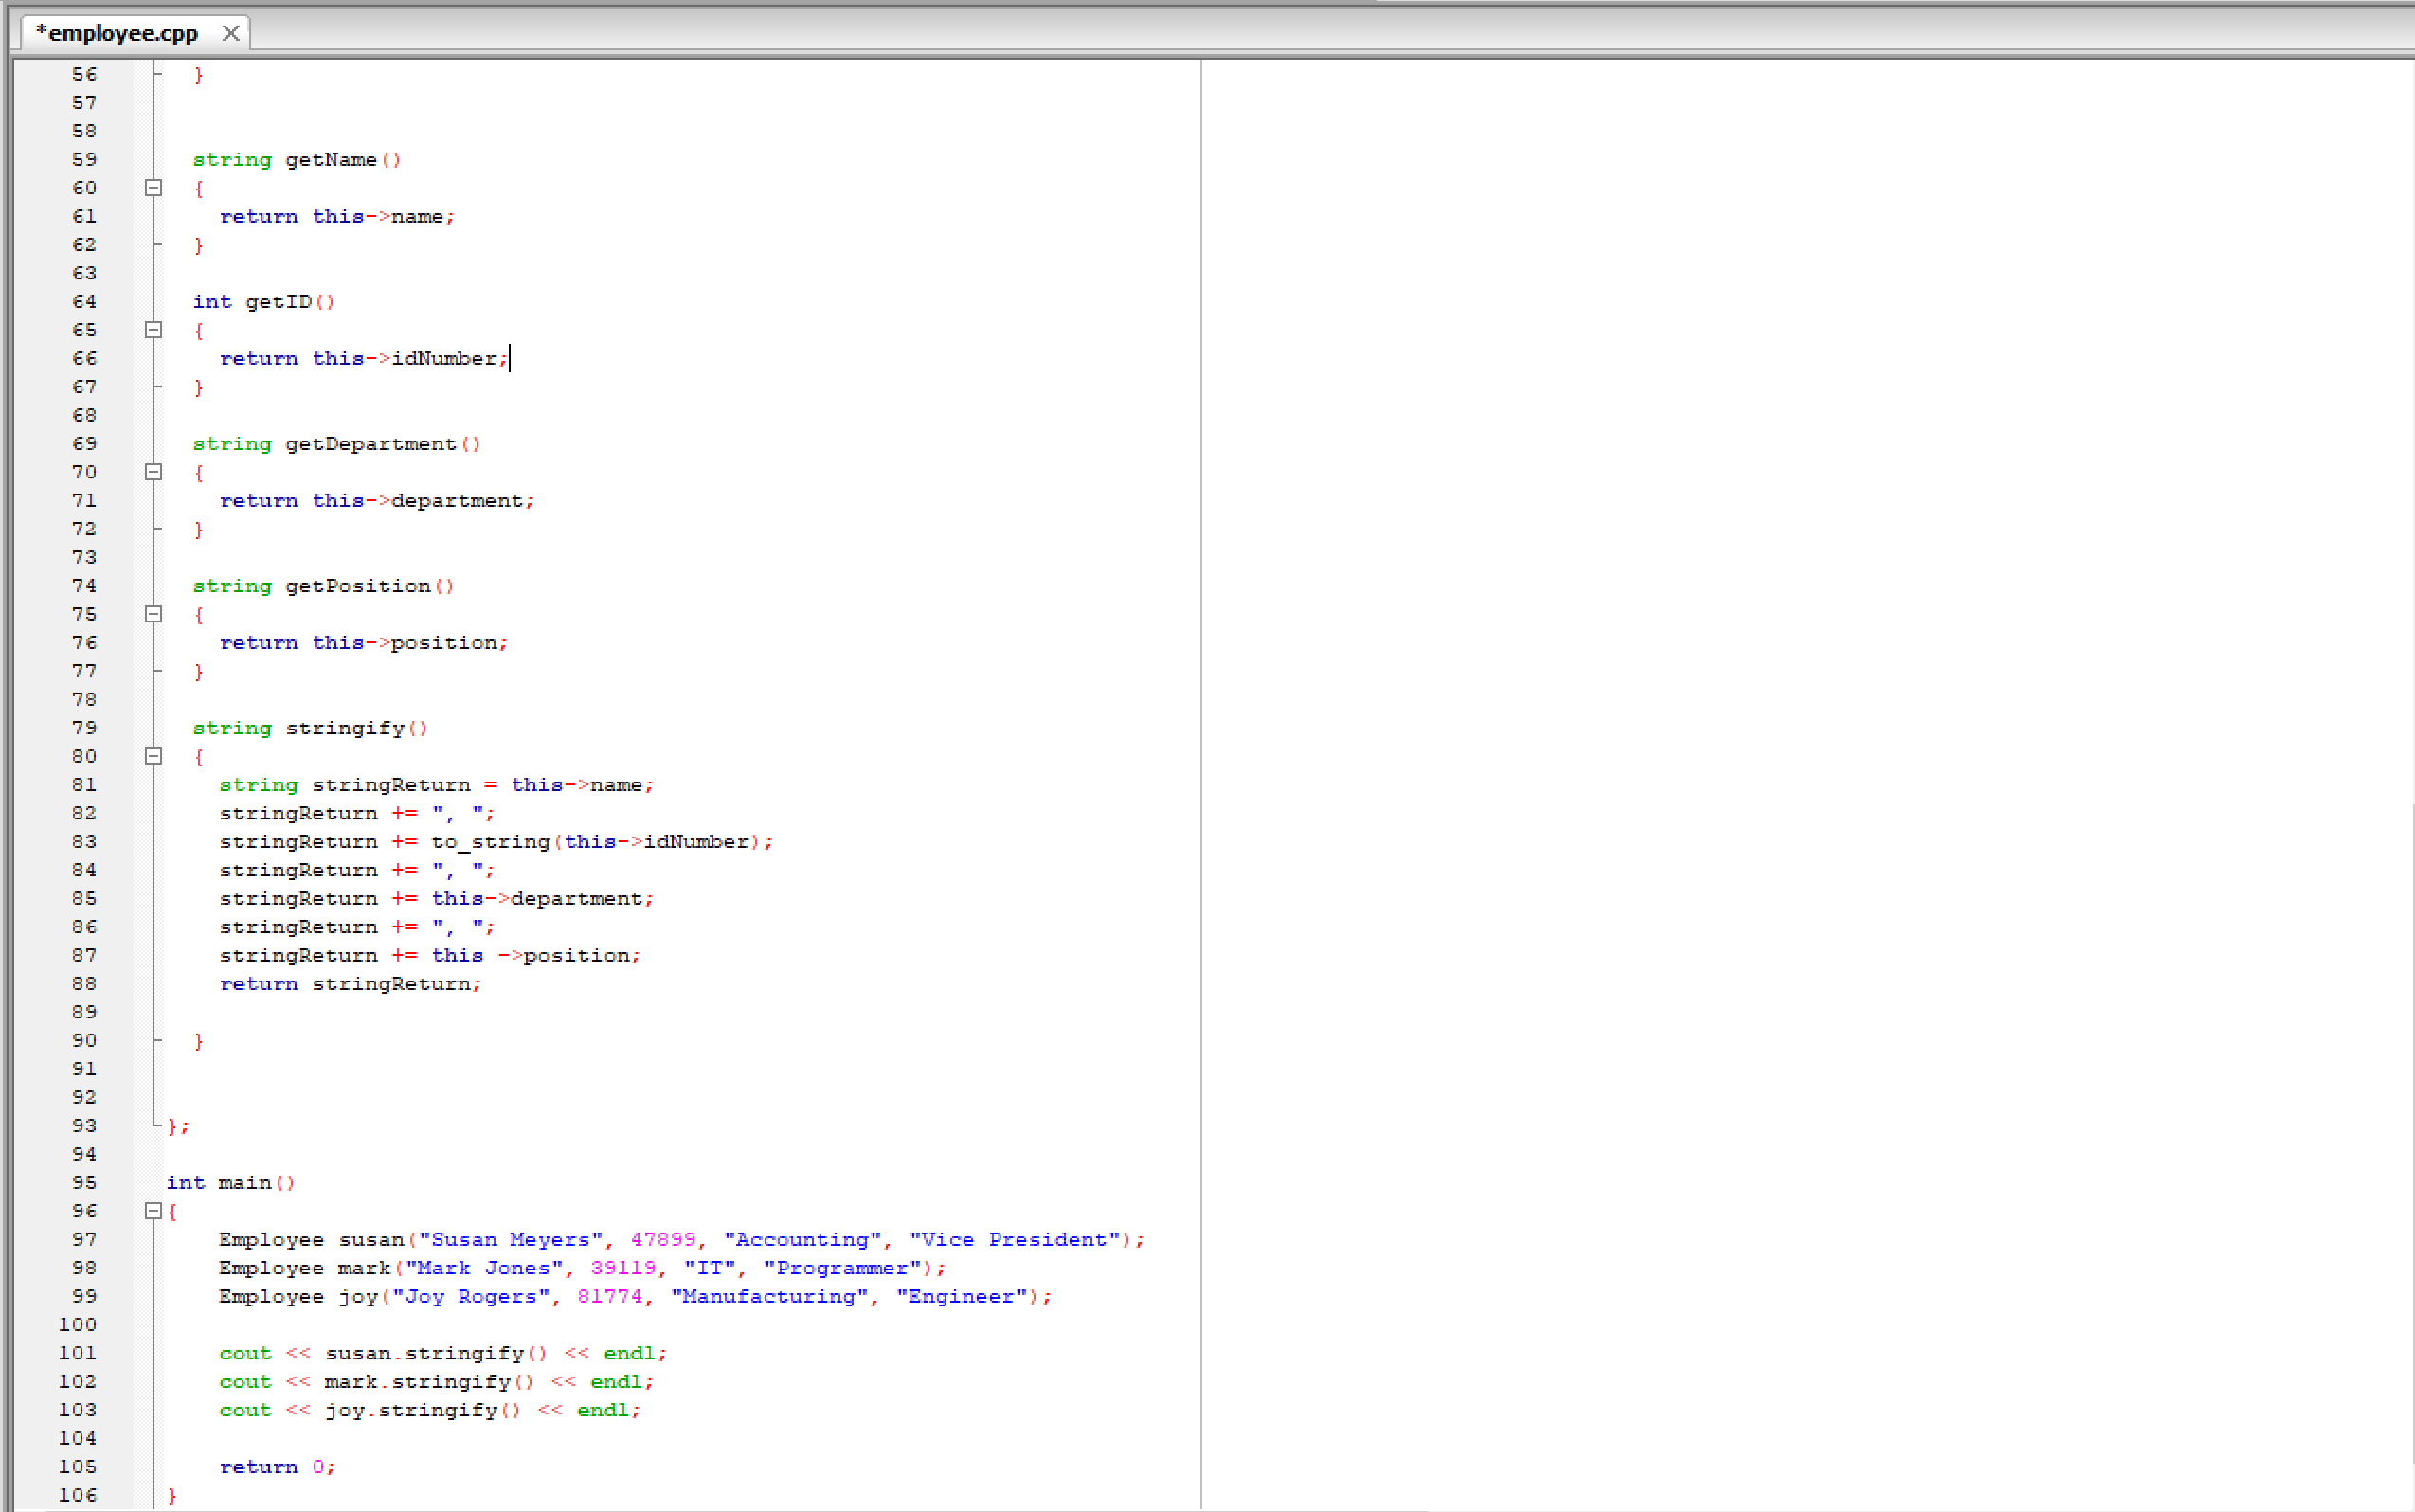 *employee.cpp
56 }
57
58
59 string getName()
60 {
61 return this->name;
62 }
63
64 int getID()
65 {
66 return this->idNumber;
67 }
68
69 string getDepartment()
70 {
71 return this->department;
72 }
73
74 string getPosition()
75 {
76 return this->position;
77 }
78
79 string stringify()
80 {
81 string stringReturn = this->name;
82 stringReturn += ", ";
83 stringReturn += to_string(this->idNumber);
84 stringReturn += ", ";
85 stringReturn += this->department;
86 stringReturn += ", ";
87 stringReturn += this ->position;
88 return stringReturn;
89
90 }
91
92
93 };
94
95 int main()
96 {
97 Employee susan("Susan Meyers", 47899, "Accounting", "Vice President");
98 Employee mark("Mark Jones", 39119, "IT", "Programmer");
99 Employee joy("Joy Rogers", 81774, "Manufacturing", "Engineer");
100
101 cout << susan.stringify() << endl;
102 cout << mark.stringify() << endl;
103 cout << joy.stringify() << endl;
104
105 return 0;
106 }